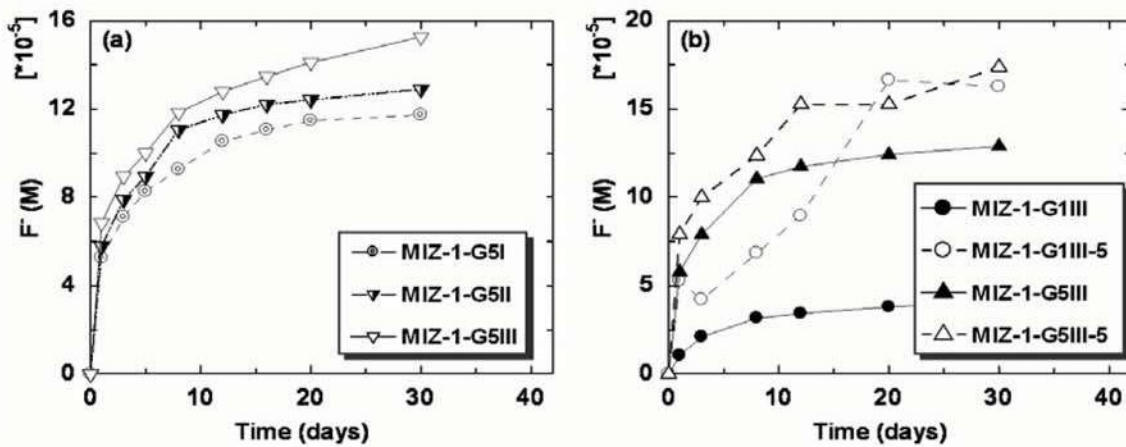 (a)
[*10⁻⁵]
F⁻ (M)
16
12
8
4
0
0 10 20 30 40
Time (days)
MIZ-1-G5I
MIZ-1-G5II
MIZ-1-G5III
(b)
[*10⁻⁵]
F⁻ (M)
20
15
10
5
0
0 10 20 30 40
Time (days)
MIZ-1-G1III
MIZ-1-G1III-5
MIZ-1-G5III
MIZ-1-G5III-5